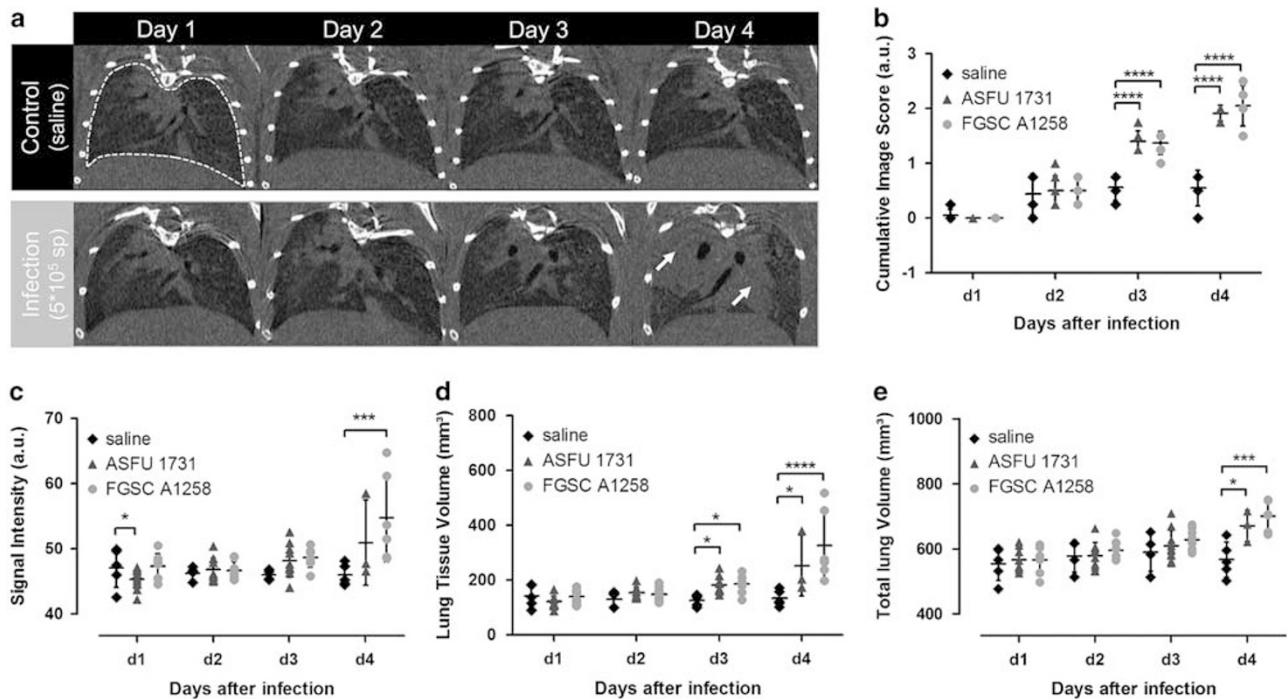 a
Day 1
Day 2
Day 3
Day 4
Control
(saline)
Infection
(5*10⁵ sp)
b
Cumulative Image Score (a.u.)
3
2
1
0
-1
saline
ASFU 1731
FGSC A1258
****
****
****
****
d1
d2
d3
d4
Days after infection
c
Signal Intensity (a.u.)
70
60
50
40
saline
ASFU 1731
FGSC A1258
*
***
d1
d2
d3
d4
Days after infection
d
Lung Tissue Volume (mm³)
800
600
400
200
0
saline
ASFU 1731
FGSC A1258
*
*
*
****
d1
d2
d3
d4
Days after infection
e
Total lung Volume (mm³)
1000
800
600
400
saline
ASFU 1731
FGSC A1258
*
***
d1
d2
d3
d4
Days after infection